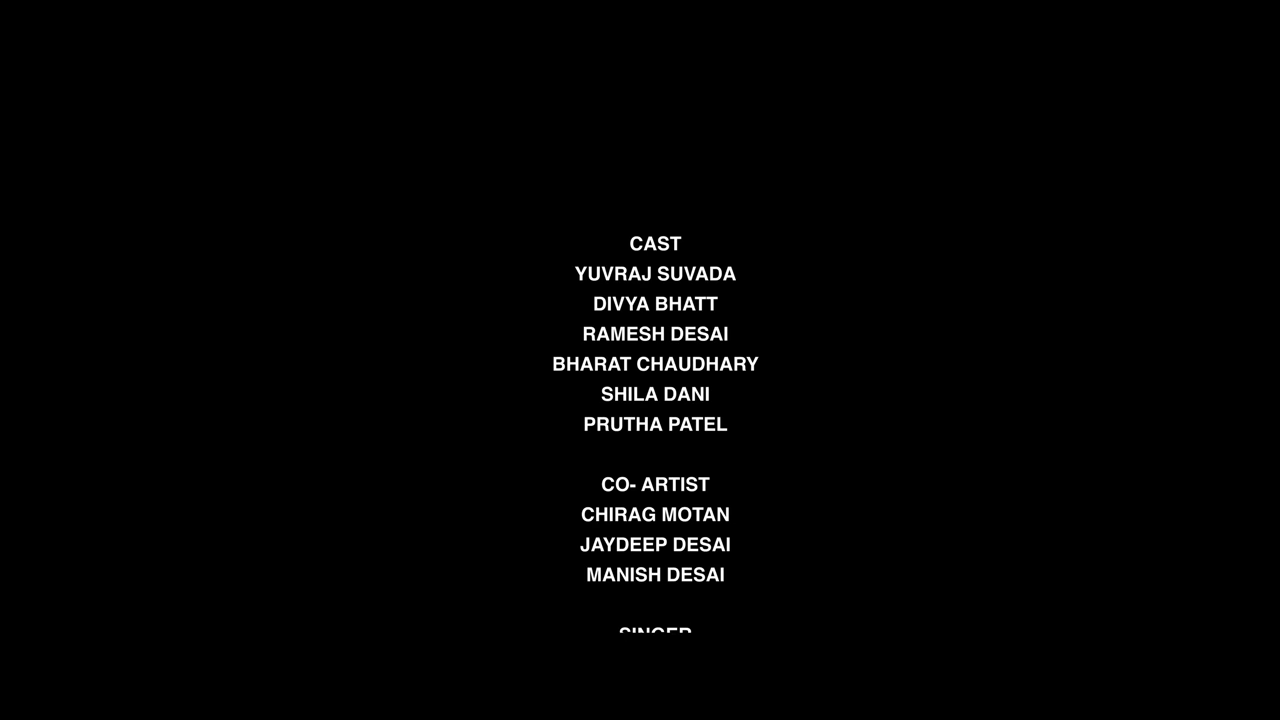 CAST
YUVRAJ SUVADA
DIVYA BHATT
RAMESH DESAI
BHARAT CHAUDHARY
SHILA DANI
PRUTHA PATEL
CO- ARTIST
CHIRAG MOTAN
JAYDEEP DESAI
MANISH DESAI
SINGER